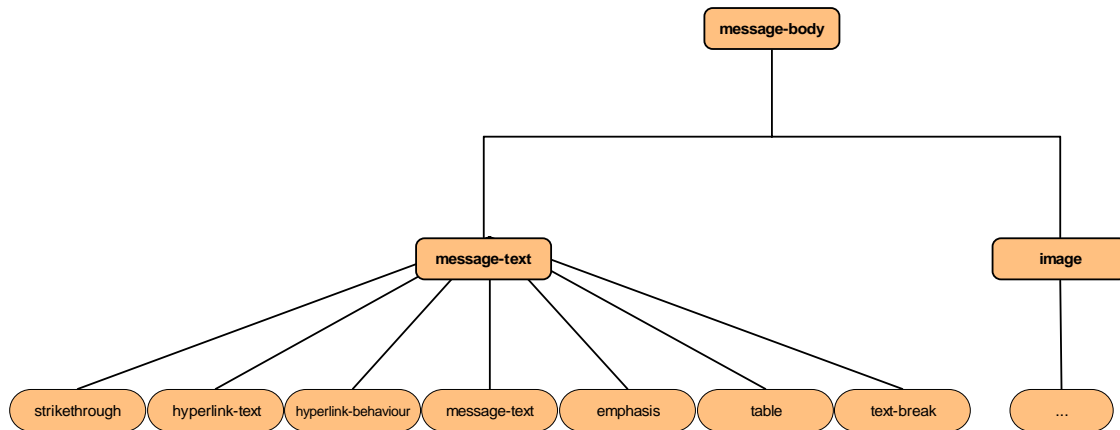 message-body
message-text
image
strikethrough
hyperlink-text
hyperlink-behaviour
message-text
emphasis
table
text-break
...